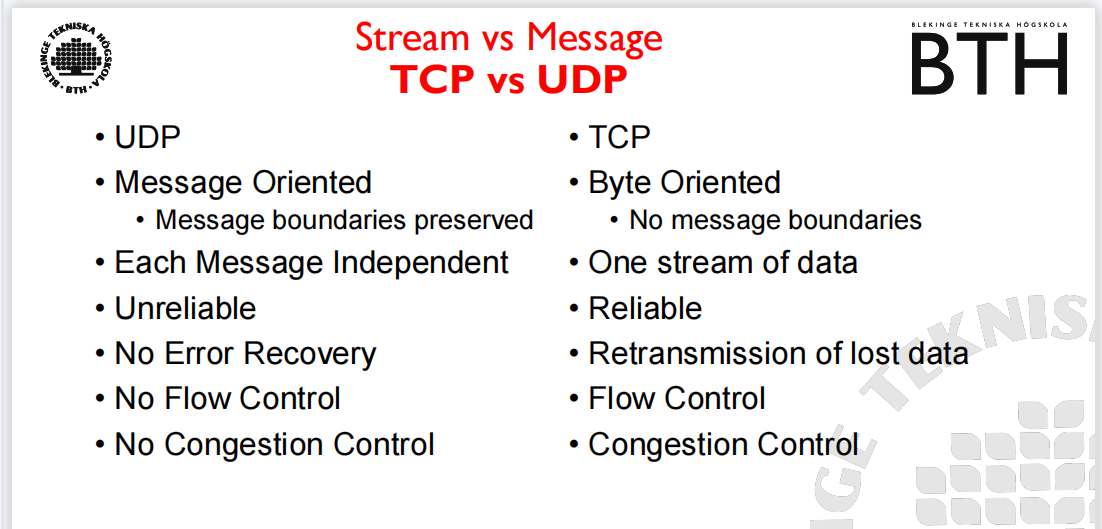 BLEKINGE TEKNISKA HÖGSKOLA
· BTH ·
Stream vs Message
TCP vs UDP
BLEKINGE TEKNISKA HÖGSKOLA
BTH
• UDP
• Message Oriented
• Message boundaries preserved
• Each Message Independent
• Unreliable
• No Error Recovery
• No Flow Control
• No Congestion Control
• TCP
• Byte Oriented
• No message boundaries
• One stream of data
• Reliable
• Retransmission of lost data
• Flow Control
• Congestion Control
INGE TEKNIS